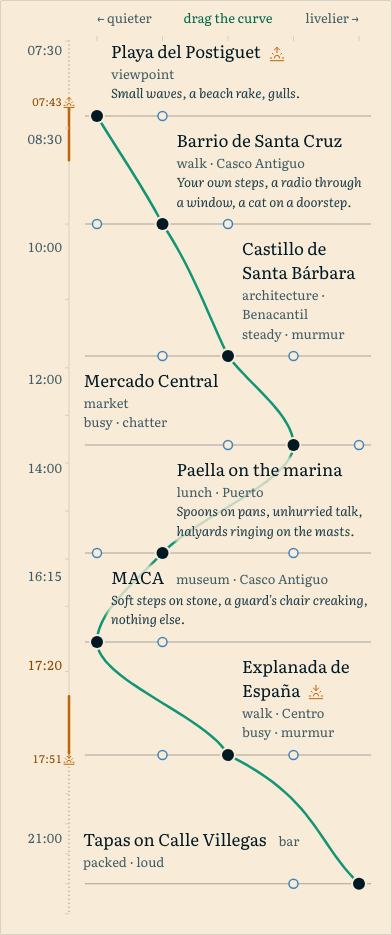 ← quieter drag the curve livelier →
07:30
Playa del Postiguet
viewpoint
Small waves, a beach rake, gulls.
07:43
08:30
Barrio de Santa Cruz
walk · Casco Antiguo
Your own steps, a radio through
a window, a cat on a doorstep.
10:00
Castillo de
Santa Bárbara
architecture ·
Benacantil
steady · murmur
12:00
Mercado Central
market
busy · chatter
14:00
Paella on the marina
lunch · Puerto
Spoons on pans, unhurried talk,
halyards ringing on the masts.
16:15
MACA museum · Casco Antiguo
Soft steps on stone, a guard's chair creaking,
nothing else.
17:20
Explanada de
España
walk · Centro
busy · murmur
17:51
21:00
Tapas on Calle Villegas bar
packed · loud